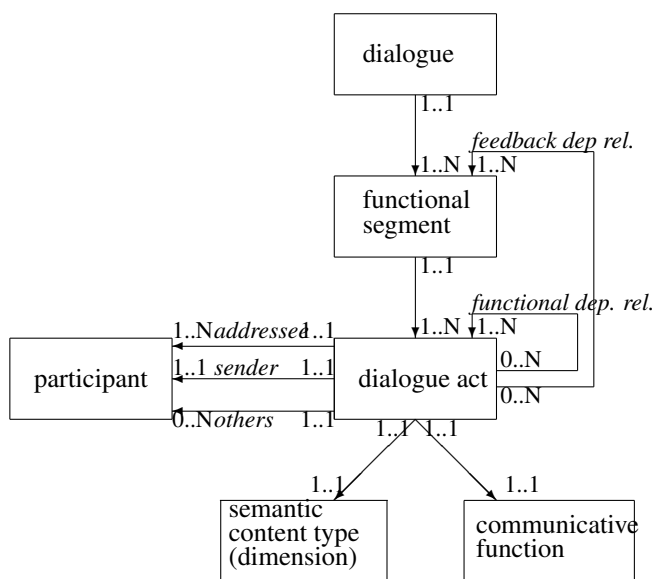 dialogue
1..1
feedback dep rel.
1..N 1..N
functional
segment
1..1
functional dep. rel.
1..N 1..N
1..N addressee 1..1
0..N
participant
1..1 sender 1..1
dialogue act
0..N
0..N others 1..1
1..1 1..1
1..1 1..1
semantic
content type
(dimension)
communicative
function